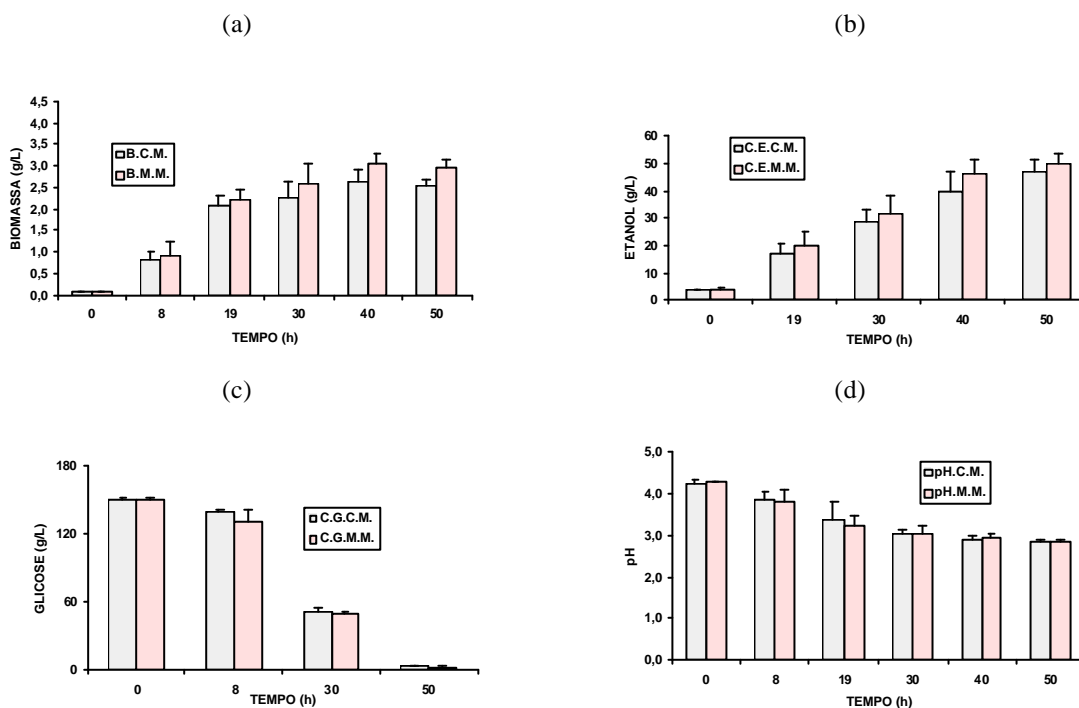 (a)
4,5
4,0
3,5
3,0
2,5
2,0
1,5
1,0
0,5
0,0
BIOMASSA (g/L)
B.C.M.
B.M.M.
0 8 19 30 40 50
TEMPO (h)
(b)
60
50
40
30
20
10
0
ETANOL (g/L)
C.E.C.M.
C.E.M.M.
0 19 30 40 50
TEMPO (h)
(c)
180
120
60
0
GLICOSE (g/L)
C.G.C.M.
C.G.M.M.
0 8 30 50
TEMPO (h)
(d)
5,0
4,0
3,0
2,0
1,0
0,0
pH
pH.C.M.
pH.M.M.
0 8 19 30 40 50
TEMPO (h)